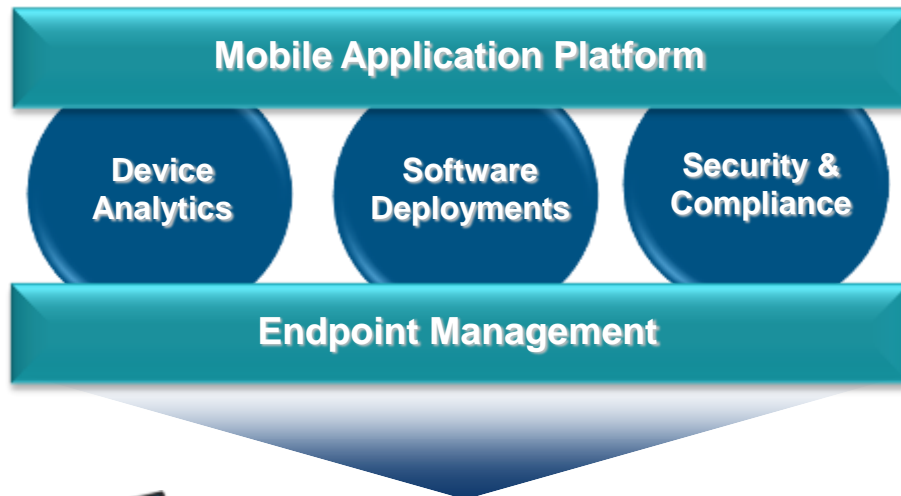 Mobile Application Platform
Device
Analytics
Software
Deployments
Security &
Compliance
Endpoint Management